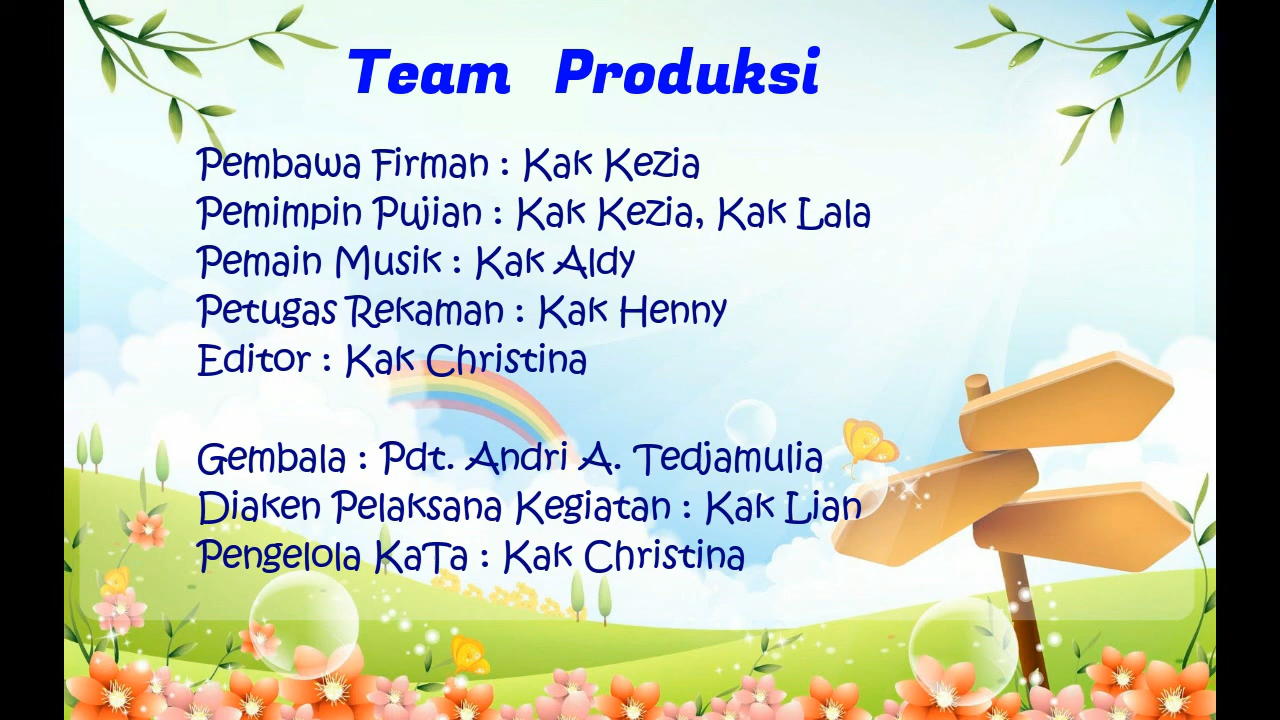 Team Produksi
Pembawa Firman : Kak Kezia
Pemimpin Pujian : Kak Kezia, Kak Lala
Pemain Musik : Kak Aldy
Petugas Rekaman : Kak Henny
Editor : Kak Christina
Gembala : Pdt. Andri A. Tedjamulia
Diaken Pelaksana Kegiatan : Kak Lian
Pengelola KaTa : Kak Christina